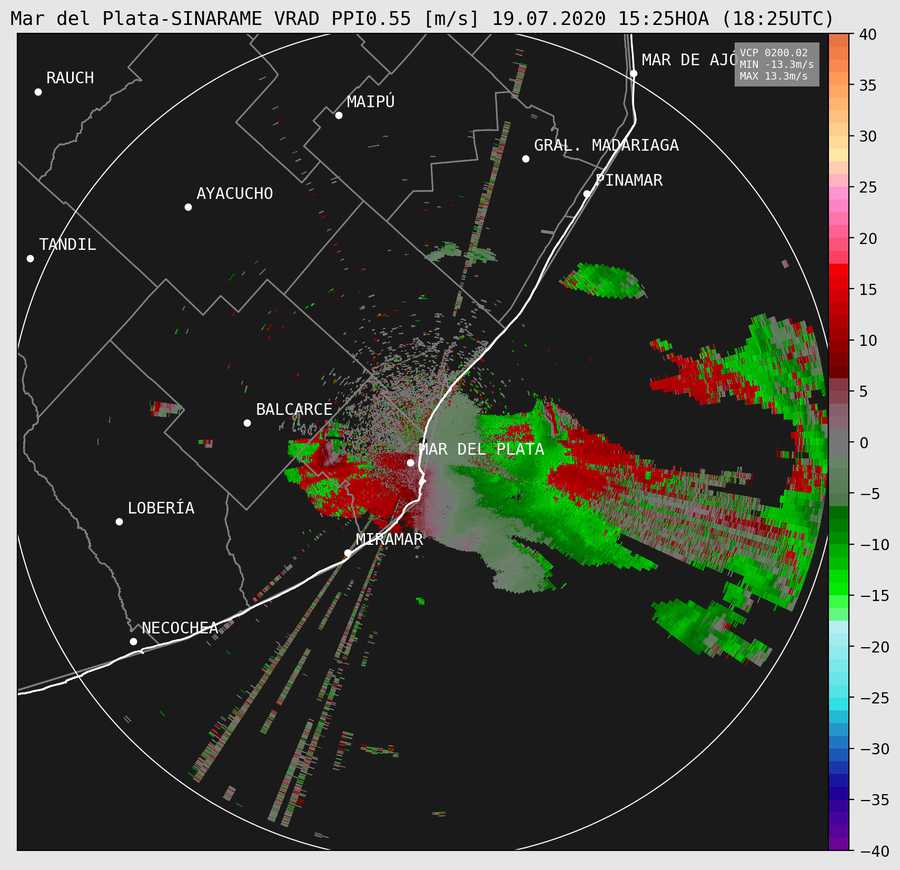 Mar del Plata-SINARAME VRAD PPI0.55 [m/s] 19.07.2020 15:25HOA (18:25UTC)
VCP 0200.02
MIN -13.3m/s
MAX 13.3m/s
MAR DE AJÓ
RAUCH
MAIPÚ
GRAL. MADARIAGA
PINAMAR
AYACUCHO
TANDIL
BALCARCE
MAR DEL PLATA
LOBERÍA
MIRAMAR
NECOCHEA
40
35
30
25
20
15
10
5
0
−5
−10
−15
−20
−25
−30
−35
−40